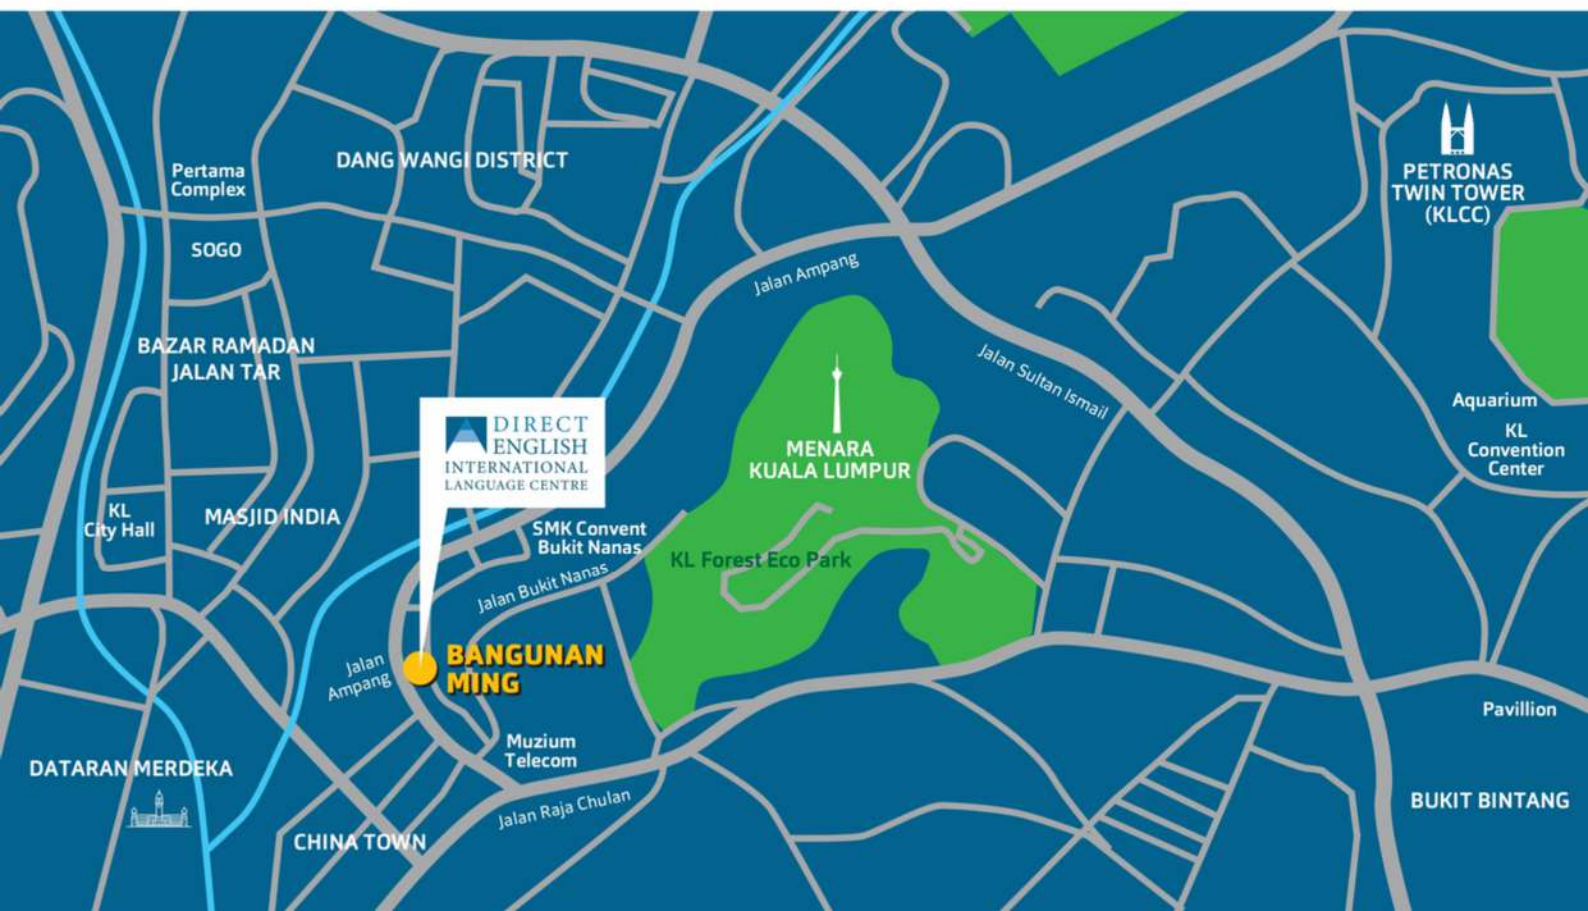 DANG WANGI DISTRICT
Pertama
Complex
SOGO
BAZAR RAMADAN
JALAN TAR
PETRONAS
TWIN TOWER
(KLCC)
Jalan Ampang
Jalan Sultan Ismail
Aquarium
KL
Convention
Center
DIRECT
ENGLISH
INTERNATIONAL
LANGUAGE CENTRE
MENARA
KUALA LUMPUR
KL
City Hall
MASJID INDIA
SMK Convent
Bukit Nanas
Jalan Bukit Nanas
KL Forest Eco Park
Jalan
Ampang
BANGUNAN
MING
Muzium
Telecom
Jalan Raja Chulan
DATARAN MERDEKA
CHINA TOWN
Pavillion
BUKIT BINTANG